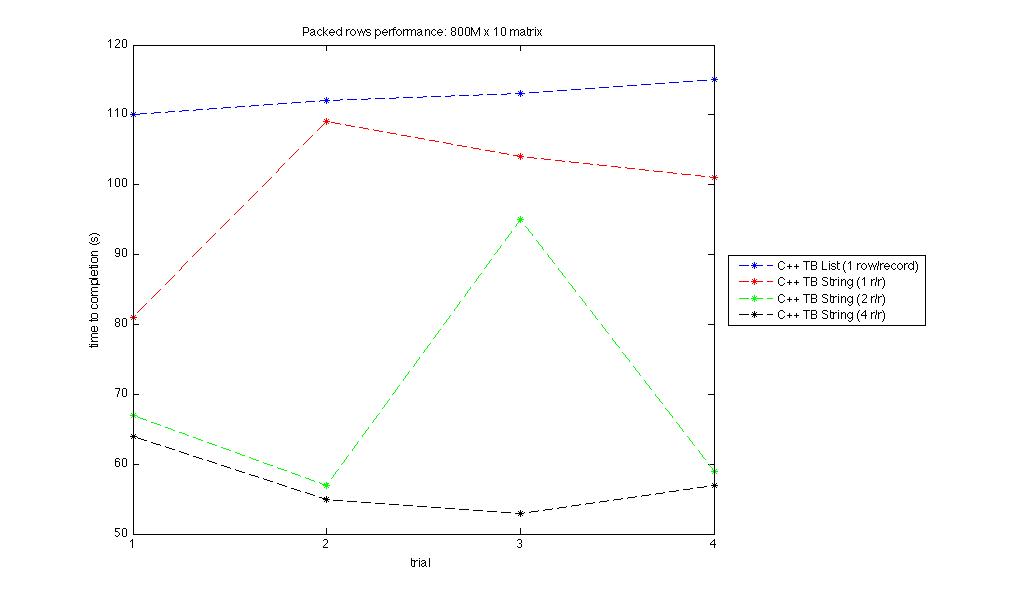 Packed rows performance: 800M x 10 matrix
120
110
100
90
80
70
60
50
time to completion (s)
1 2 3 4
trial
C++ TB List (1 row/record)
C++ TB String (1 r/r)
C++ TB String (2 r/r)
C++ TB String (4 r/r)